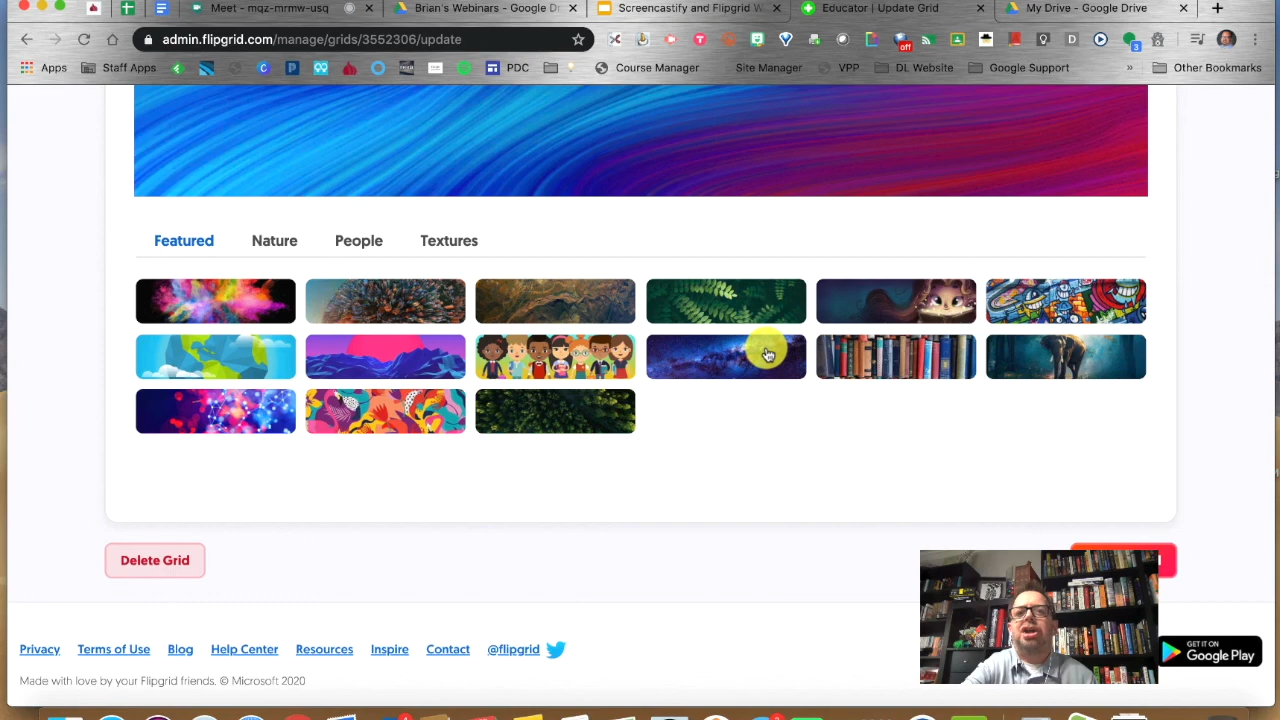 Meet - mqz-mrmw-usq
Brian's Webinars - Google Dr
Screencastify and Flipgrid W
Educator | Update Grid
My Drive - Google Drive
admin.flipgrid.com/manage/grids/3552306/update
off
3
Apps
Staff Apps
PDC
Course Manager
Site Manager
VPP
DL Website
Google Support
»
Other Bookmarks
Featured
Nature
People
Textures
Delete Grid
Privacy
Terms of Use
Blog
Help Center
Resources
Inspire
Contact
@flipgrid
GET IT ON
Google Play
Made with love by your Flipgrid friends. © Microsoft 2020